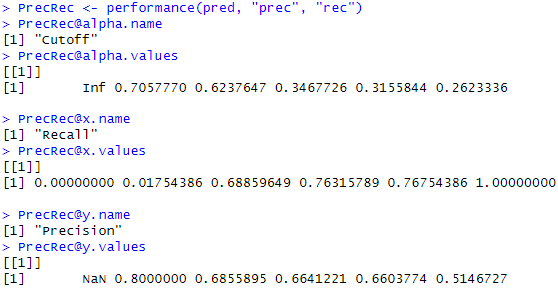 > PrecRec <- performance(pred, "prec", "rec")
> PrecRec@alpha.name
[1] "Cutoff"
> PrecRec@alpha.values
[[1]]
[1]       Inf 0.7057770 0.6237647 0.3467726 0.3155844 0.2623336

> PrecRec@x.name
[1] "Recall"
> PrecRec@x.values
[[1]]
[1] 0.00000000 0.01754386 0.68859649 0.76315789 0.76754386 1.00000000

> PrecRec@y.name
[1] "Precision"
> PrecRec@y.values
[[1]]
[1]       NaN 0.8000000 0.6855895 0.6641221 0.6603774 0.5146727